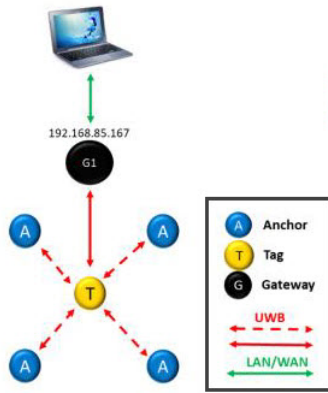 192.168.85.167
G1
A
A
T
A
A
A Anchor
T Tag
G Gateway
UWB
LAN/WAN